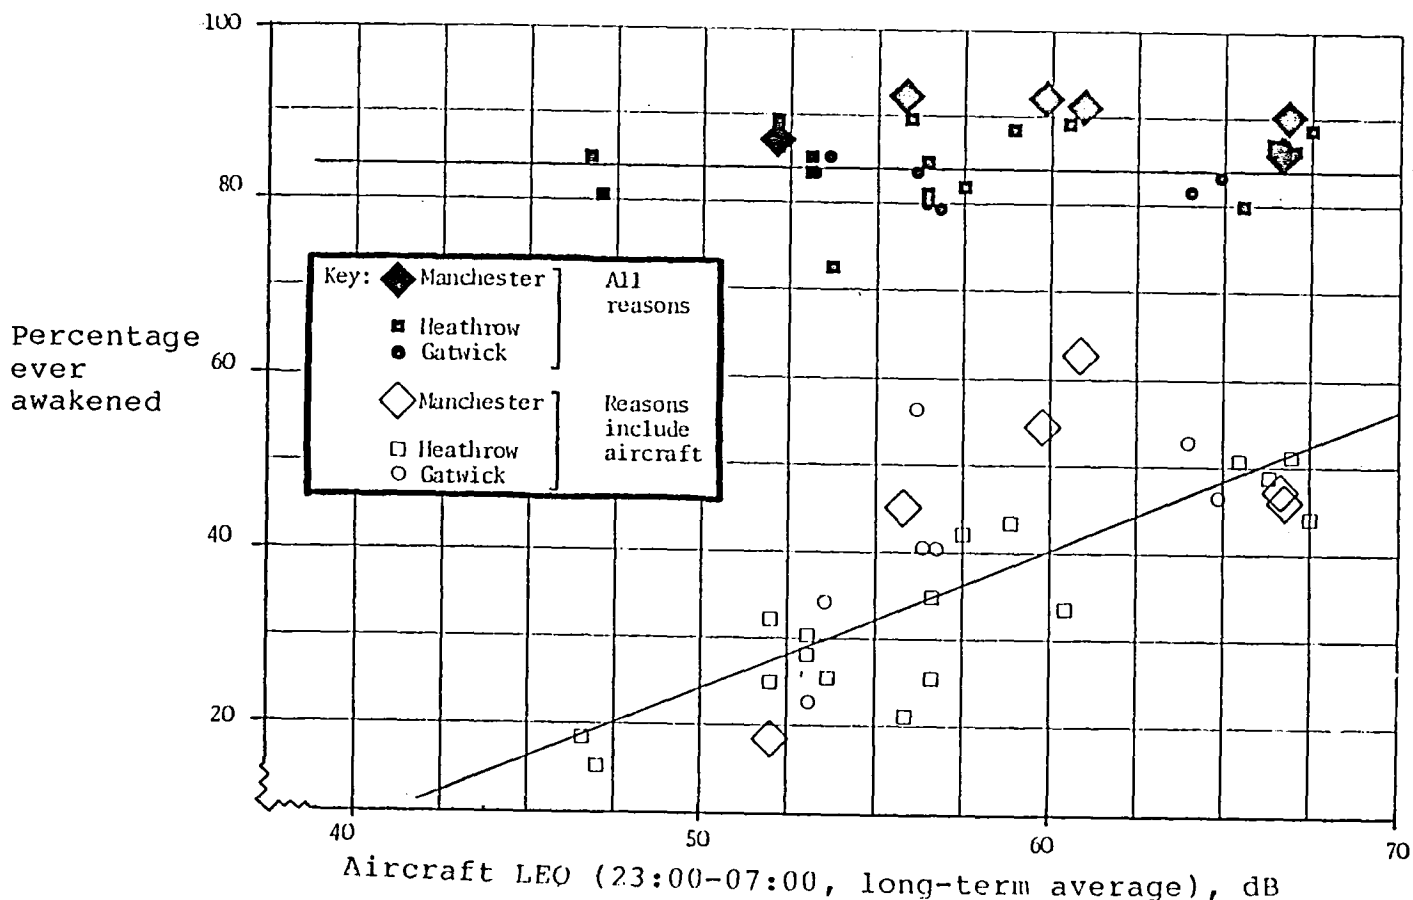 100
80
Key: Manchester
All
reasons
Heathrow
Gatwick
Manchester
Reasons
include
aircraft
Heathrow
Gatwick
Percentage
ever
awakened
60
40
20
40
50
60
70
Aircraft LEQ (23:00-07:00, long-term average), dB